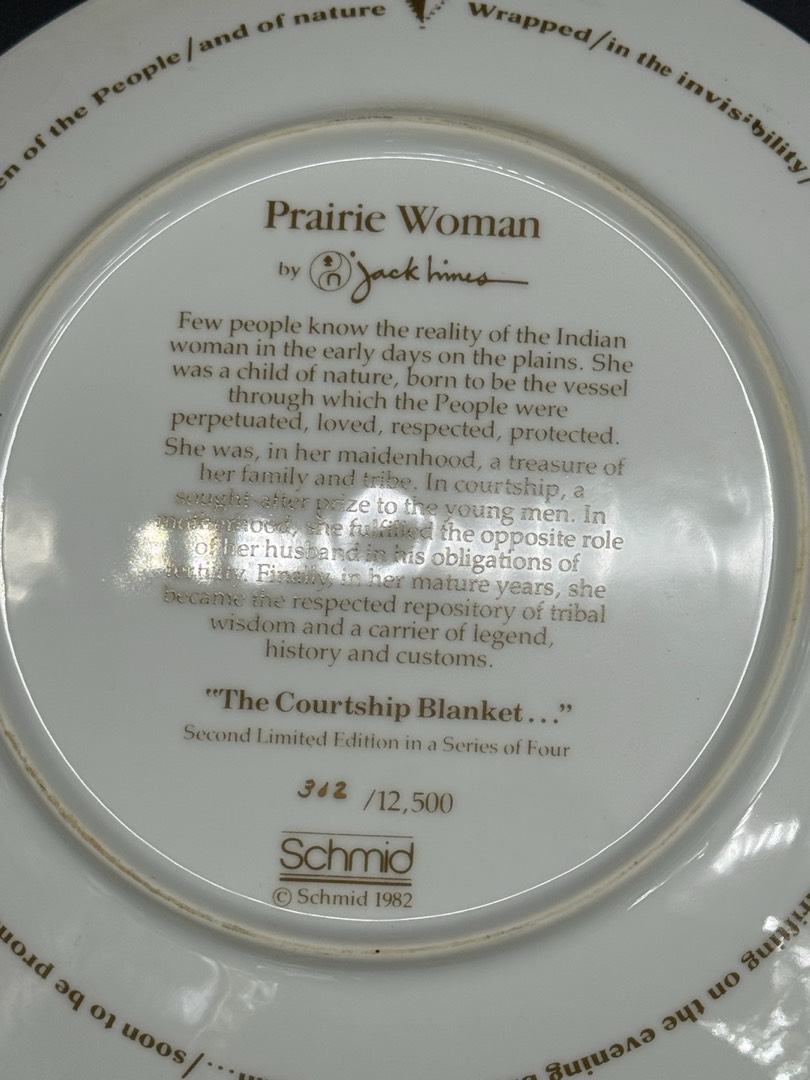 en of the People / and of nature
Wrapped / in the invisibility /
Prairie Woman
by jack hines
Few people know the reality of the Indian
woman in the early days on the plains. She
was a child of nature, born to be the vessel
through which the People were
perpetuated, loved, respected, protected.
She was, in her maidenhood, a treasure of
her family and tribe. In courtship, a
sought-after prize to the young men. In
motherhood, she fulfilled the opposite role
of her husband in his obligations of
fertility. Finally, in her mature years, she
became the respected repository of tribal
wisdom and a carrier of legend,
history and customs.
"The Courtship Blanket..."
Second Limited Edition in a Series of Four
312 /12,500
Schmid
© Schmid 1982
rifting on the evening
... / soon to be pron